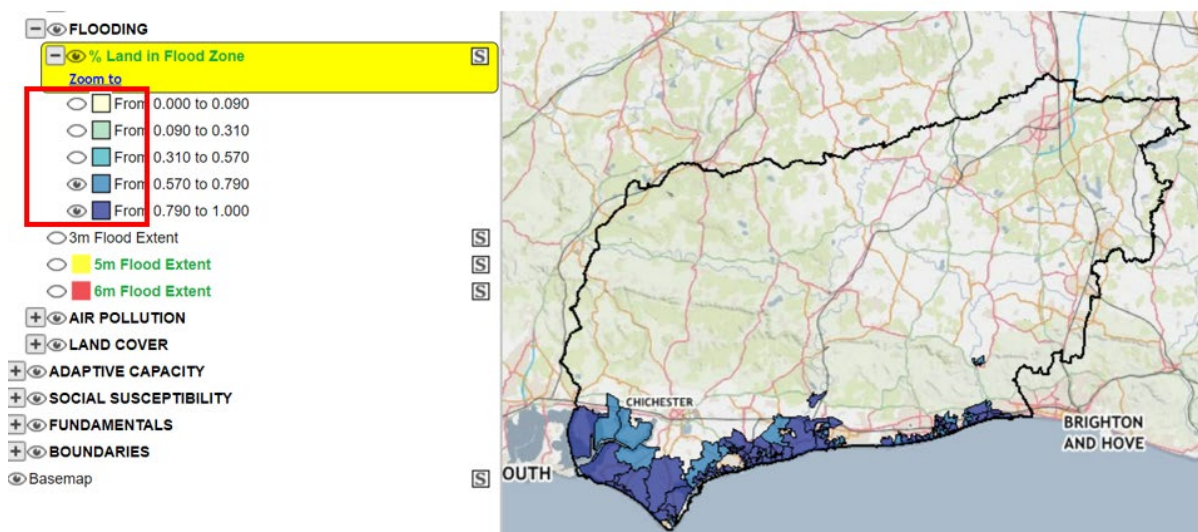 FLOODING
% Land in Flood Zone S
Zoom to
From 0.000 to 0.090
From 0.090 to 0.310
From 0.310 to 0.570
From 0.570 to 0.790
From 0.790 to 1.000
3m Flood Extent S
5m Flood Extent S
6m Flood Extent S
AIR POLLUTION
LAND COVER
ADAPTIVE CAPACITY
SOCIAL SUSCEPTIBILITY
FUNDAMENTALS
BOUNDARIES
Basemap S
CHICHESTER
BRIGHTON
AND HOVE
OUTH